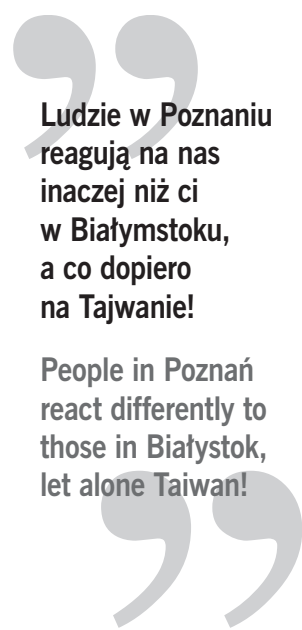 Ludzie w Poznaniu
reagują na nas
inaczej niż ci
w Białymstoku,
a co dopiero
na Tajwanie!
People in Poznań
react differently to
those in Białystok,
let alone Taiwan!